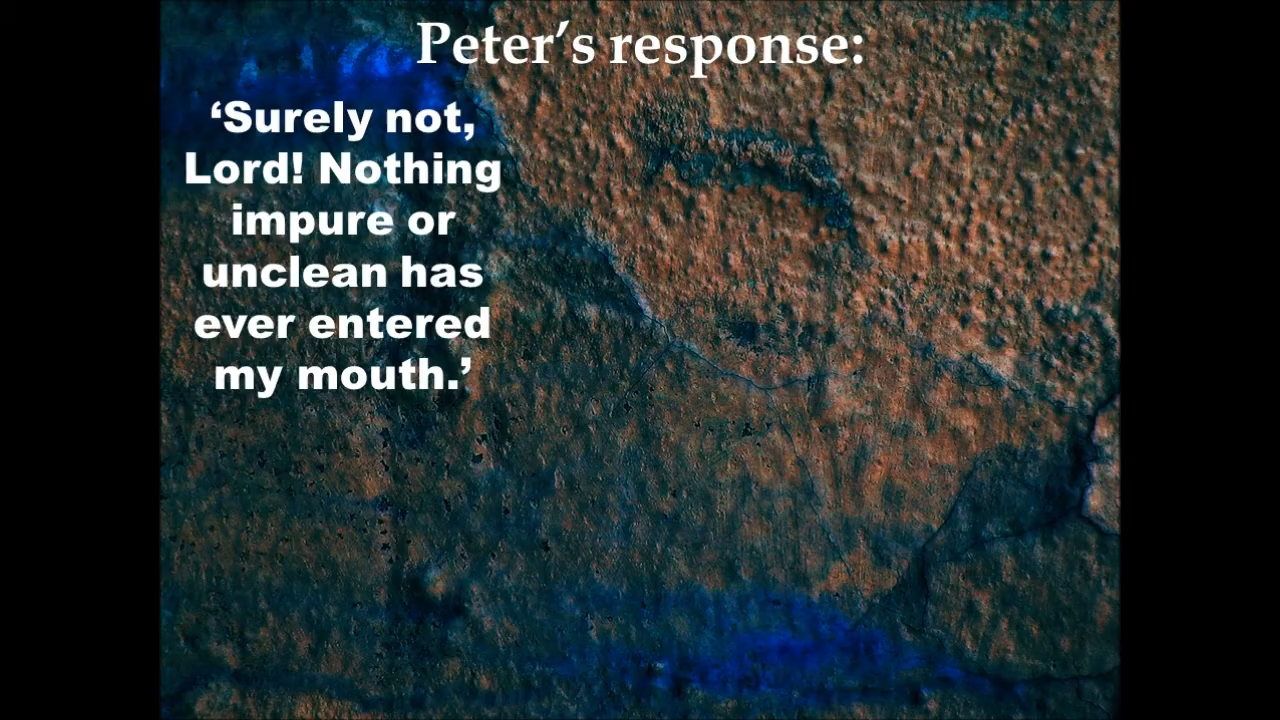 Peter’s response:
‘Surely not,
Lord! Nothing
impure or
unclean has
ever entered
my mouth.’